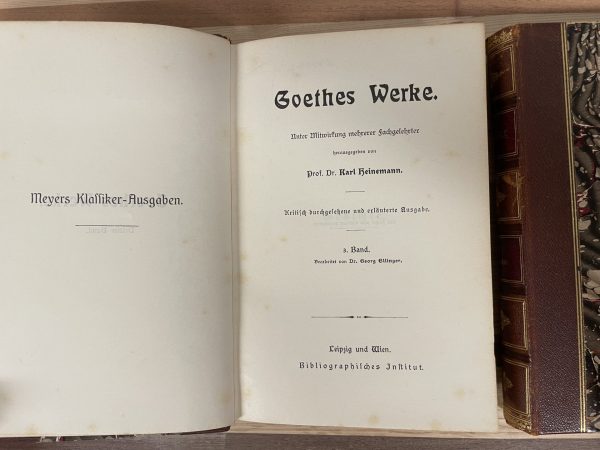 Meyers Klassiker-Ausgaben.
Goethes Werke.
Unter Mitwirkung mehrerer Fachgelehrter
herausgegeben von
Prof. Dr. Karl Heinemann.
Kritisch durchgesehene und erläuterte Ausgabe.
3. Band.
Bearbeitet von Dr. Georg Ellinger.
Leipzig und Wien.
Bibliographisches Institut.